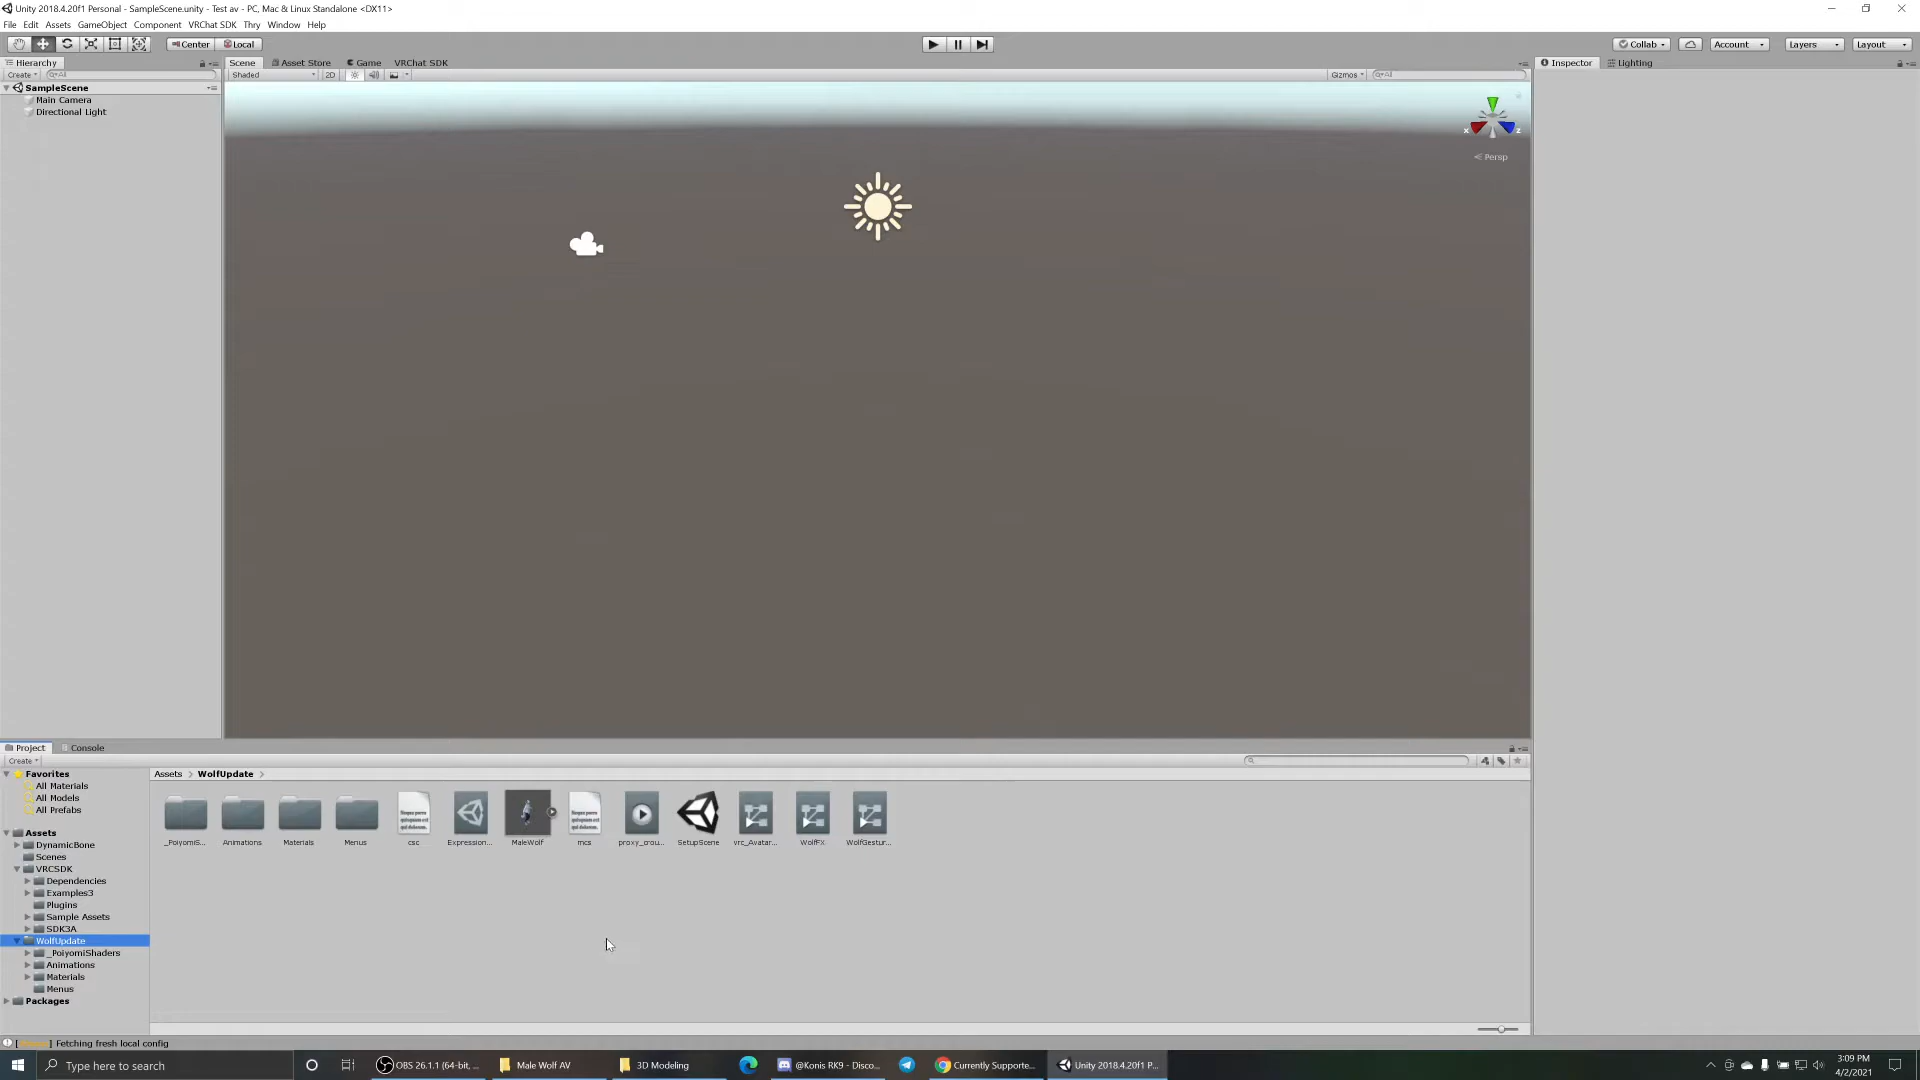 Unity 2018.4.20f1 Personal - SampleScene.unity - Test av - PC, Mac & Linux Standalone <DX11>
File Edit Assets GameObject Component VRChat SDK Thry Window Help
Center Local Collab Account Layers Layout
Hierarchy Scene Asset Store Game VRChat SDK Inspector Lighting
Create All Shaded 2D Gizmos All
SampleScene
Main Camera
Directional Light
x z
Persp
Project Console
Create
Favorites
All Materials
All Models
All Prefabs
Assets
DynamicBone
Scenes
VRCSDK
Dependencies
Examples3
Plugins
Sample Assets
SDK3A
WolfUpdate
_PoiyomiShaders
Animations
Materials
Menus
Packages
Assets > WolfUpdate >
_PoiyomiS... Animations Materials Menus csc Expression... MaleWolf mcs proxy_crou... SetupScene vrc_Avatar... WolfFX WolfGestur...
Fetching fresh local config
Type here to search OBS 26.1.1 (64-bit, ... Male Wolf AV 3D Modeling @Konis RK9 - Disco... Currently Supporte... Unity 2018.4.20f1 P...
3:09 PM
4/2/2021